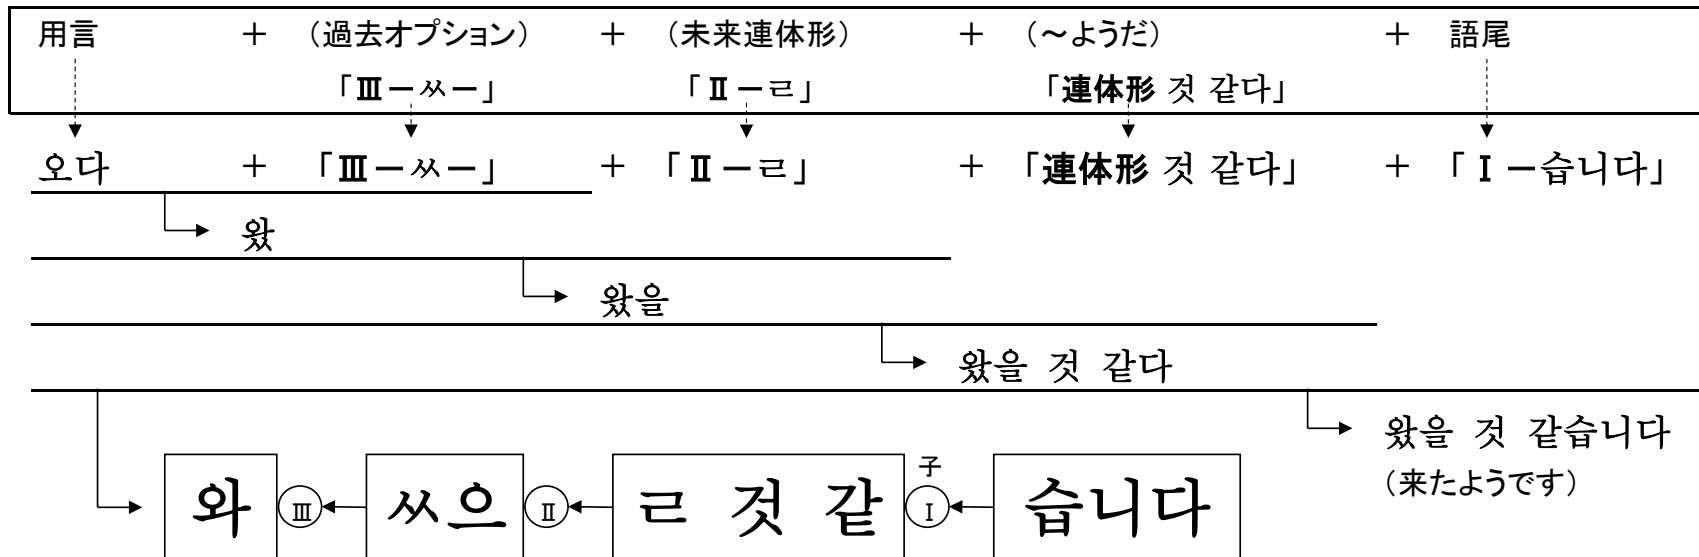 用言 + （過去オプション） + （未来連体形） + （～ようだ） + 語尾
「Ⅲ－ㅆ－」 「Ⅱ－ㄹ」 「連体形 것 같다」
오다 + 「Ⅲ－ㅆ－」 + 「Ⅱ－ㄹ」 + 「連体形 것 같다」 + 「Ⅰ－습니다」
왔
왔을
왔을 것 같다
왔을 것 같습니다
（来たようです）
子
와 Ⅲ ㅆ으 Ⅱ ㄹ 것 같 Ⅰ 습니다